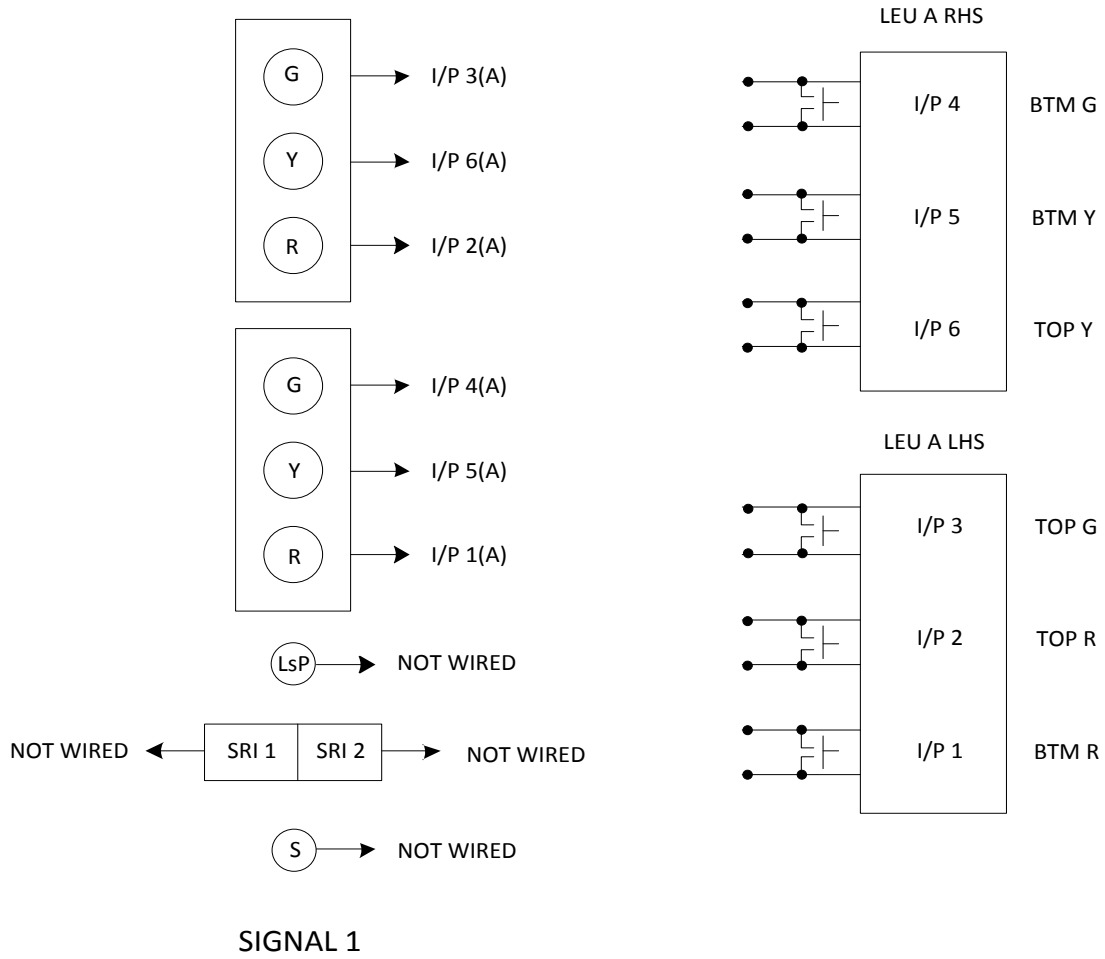 G
I/P 3(A)
Y
I/P 6(A)
R
I/P 2(A)
G
I/P 4(A)
Y
I/P 5(A)
R
I/P 1(A)
LsP
NOT WIRED
NOT WIRED
SRI 1
SRI 2
NOT WIRED
S
NOT WIRED
SIGNAL 1
LEU A RHS
I/P 4
BTM G
I/P 5
BTM Y
I/P 6
TOP Y
LEU A LHS
I/P 3
TOP G
I/P 2
TOP R
I/P 1
BTM R